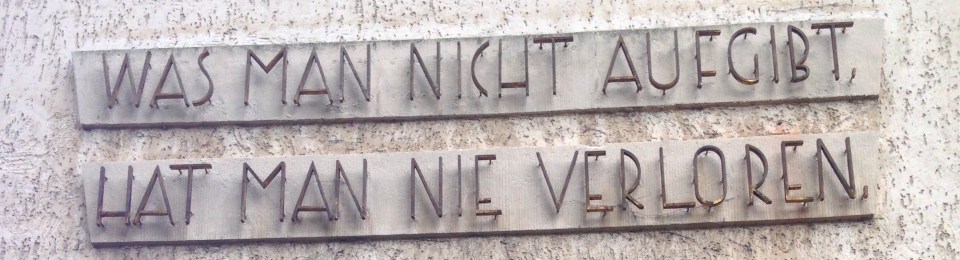 WAS MAN NICHT AUFGIBT,
HAT MAN NIE VERLOREN.